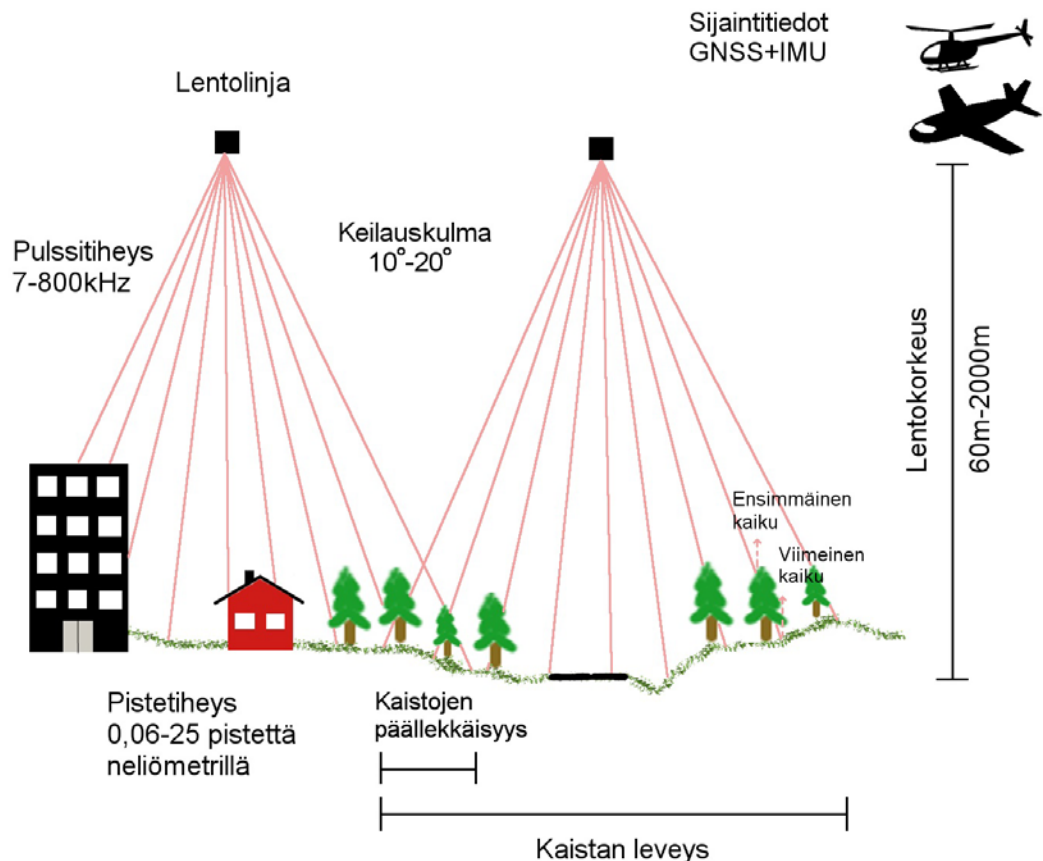 Sijaintitiedot
GNSS+IMU
Lentolinja
Pulssitiheys
7-800kHz
Keilauskulma
10°-20°
Lentokorkeus
60m-2000m
Ensimmäinen
kaiku
Viimeinen
kaiku
Pistetiheys
0,06-25 pistettä
neliömetrillä
Kaistojen
päällekkäisyys
Kaistan leveys